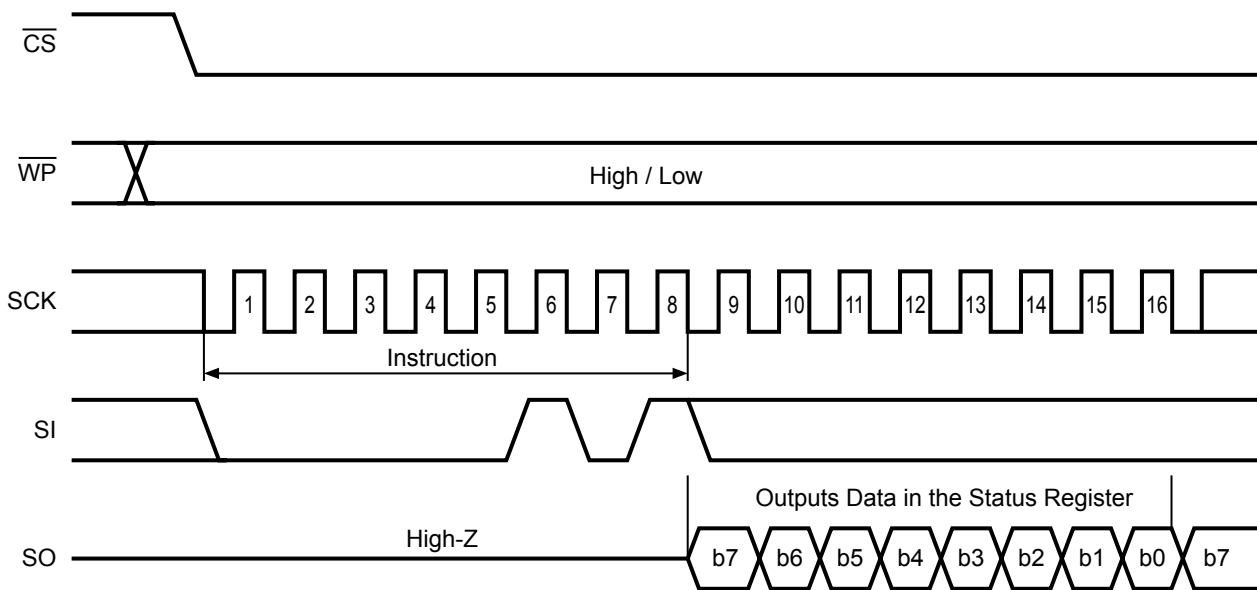 CS
WP
High / Low
SCK
1 2 3 4 5 6 7 8 9 10 11 12 13 14 15 16
Instruction
SI
Outputs Data in the Status Register
High-Z
SO
b7 b6 b5 b4 b3 b2 b1 b0 b7